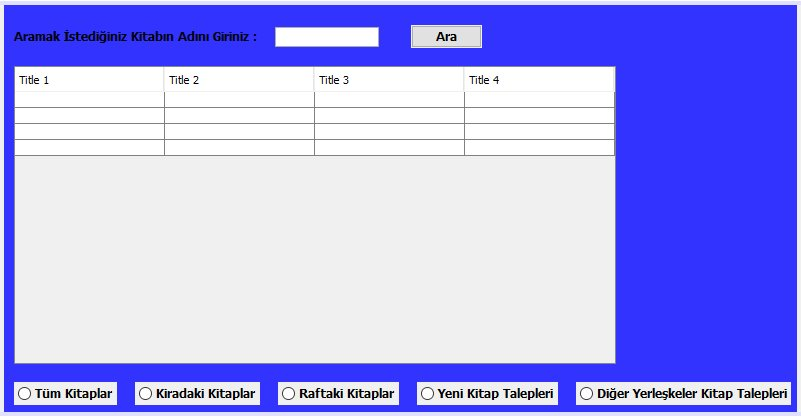 Aramak İstediğiniz Kitabın Adını Giriniz : Ara
Title 1 Title 2 Title 3 Title 4
Tüm Kitaplar Kiradaki Kitaplar Raftaki Kitaplar Yeni Kitap Talepleri Diğer Yerleşkeler Kitap Talepleri